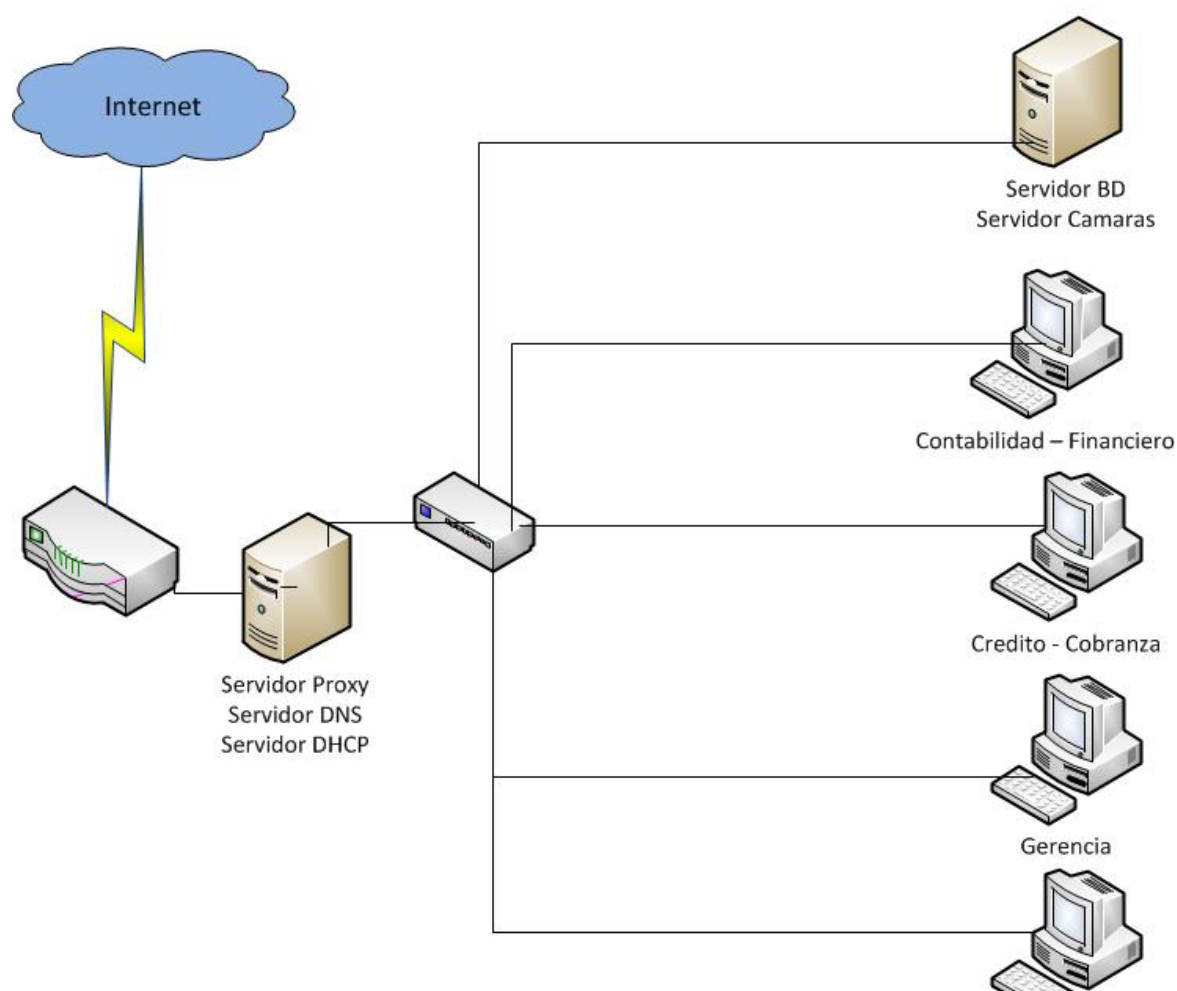 Internet
Servidor BD
Servidor Camaras
Contabilidad – Financiero
Credito - Cobranza
Servidor Proxy
Servidor DNS
Servidor DHCP
Gerencia